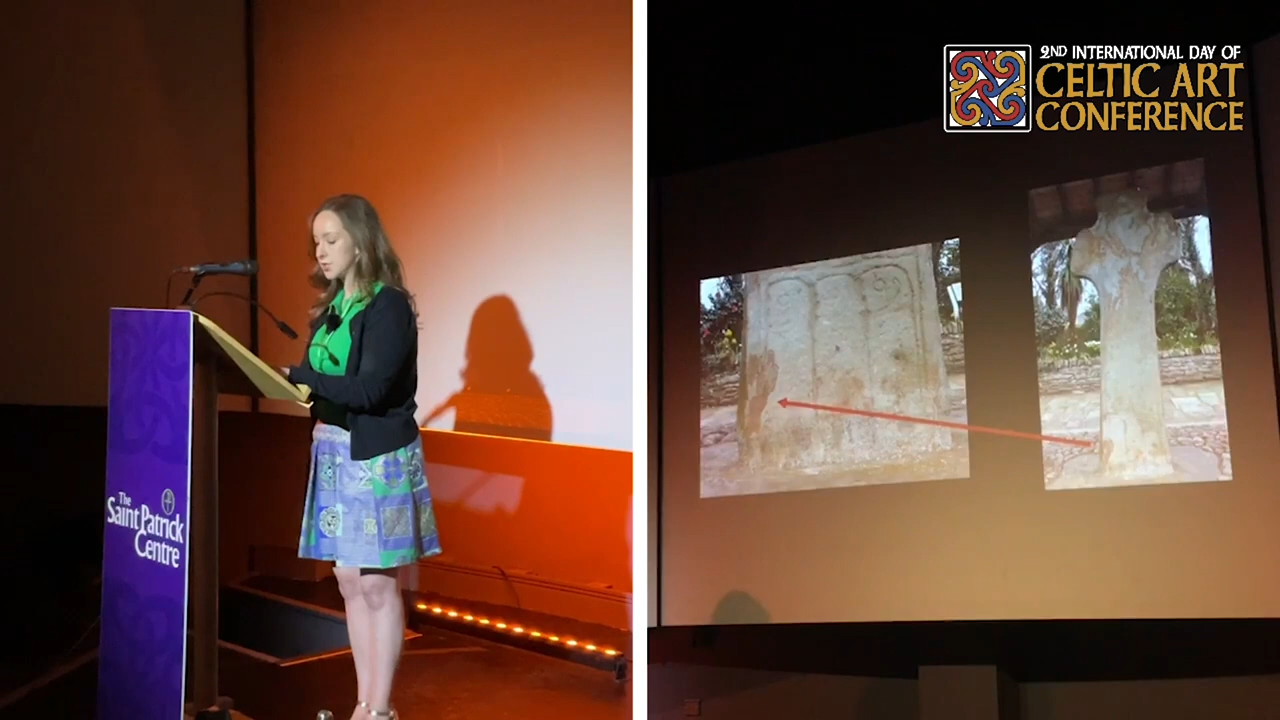 2ND INTERNATIONAL DAY OF
CELTIC ART
CONFERENCE
The
Saint Patrick
Centre